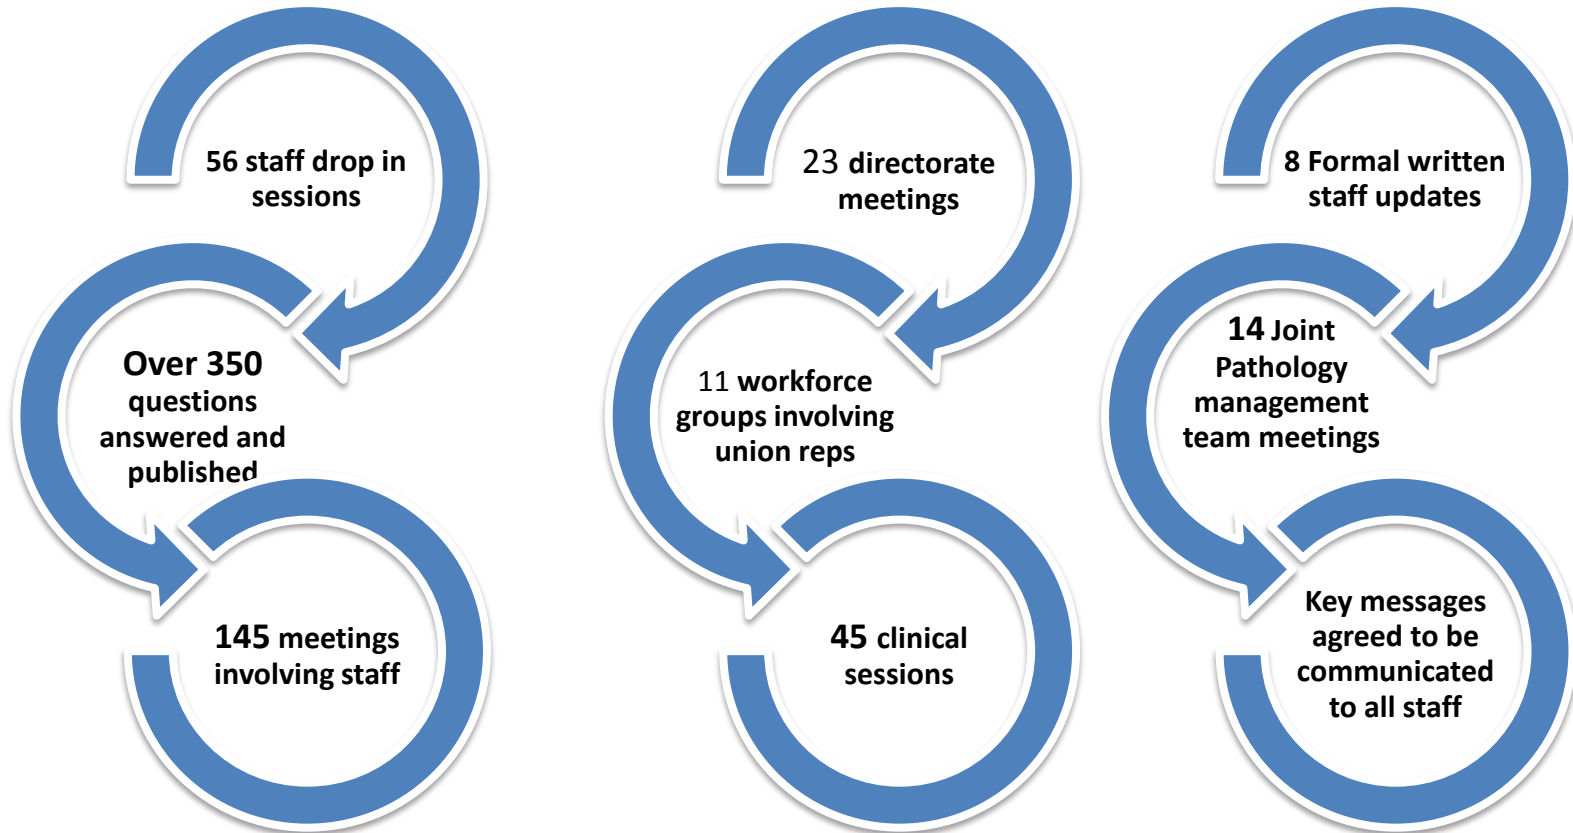 56 staff drop in
sessions
Over 350
questions
answered and
published
145 meetings
involving staff
23 directorate
meetings
11 workforce
groups involving
union reps
45 clinical
sessions
8 Formal written
staff updates
14 Joint
Pathology
management
team meetings
Key messages
agreed to be
communicated
to all staff